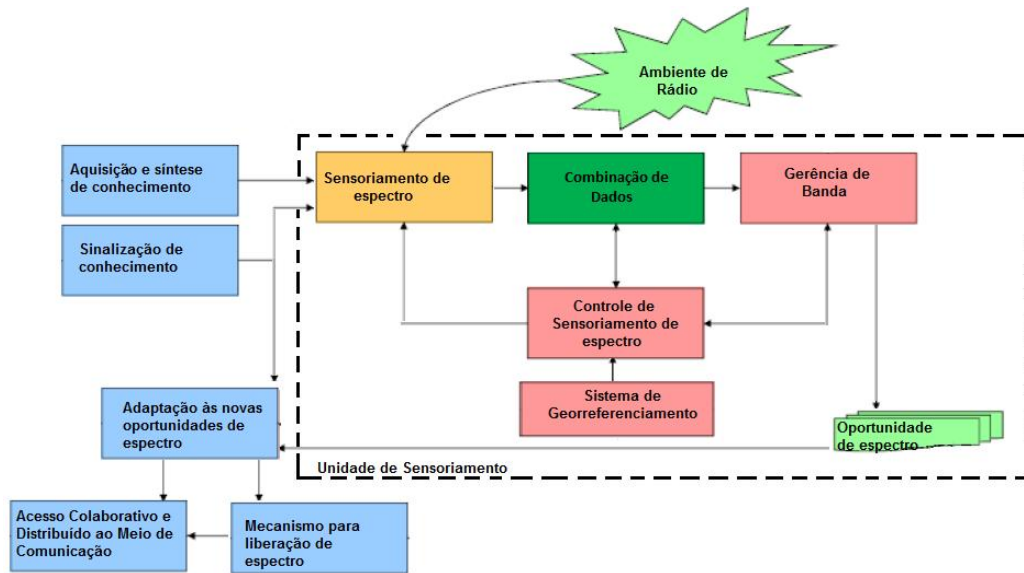 Ambiente de
Rádio
Aquisição e síntese
de conhecimento
Sensoriamento de
espectro
Combinação de
Dados
Gerência de
Banda
Sinalização de
conhecimento
Controle de
Sensoriamento de
espectro
Sistema de
Georreferenciamento
Adaptação às novas
oportunidades de
espectro
Oportunidade
de espectro
Unidade de Sensoriamento
Acesso Colaborativo e
Distribuído ao Meio de
Comunicação
Mecanismo para
liberação de
espectro